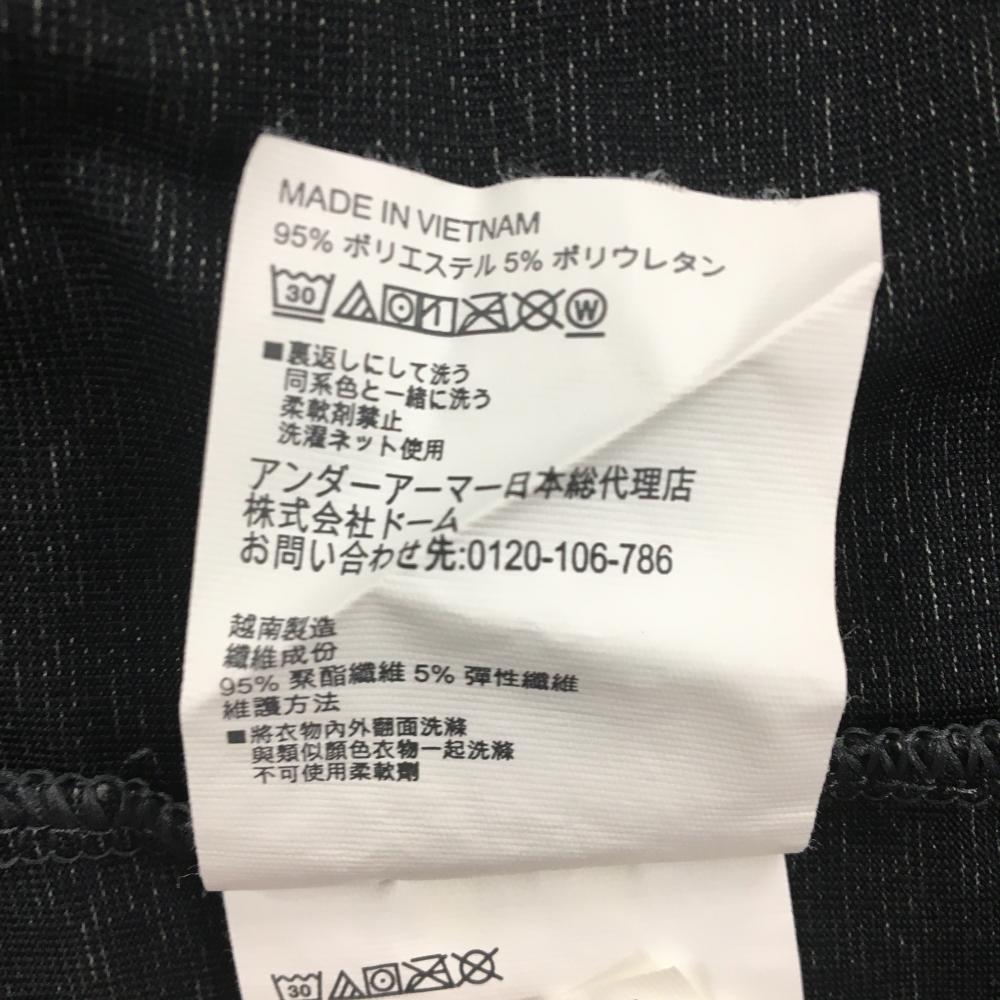 MADE IN VIETNAM
95% ポリエステル 5% ポリウレタン
30 W
■裏返しにして洗う
同系色と一緒に洗う
柔軟剤禁止
洗濯ネット使用
アンダーアーマー日本総代理店
株式会社ドーム
お問い合わせ先:0120-106-786
越南製造
纖維成份
95% 聚酯纖維 5% 彈性纖維
維護方法
■將衣物內外翻面洗滌
與類似顏色衣物一起洗滌
不可使用柔軟劑
30